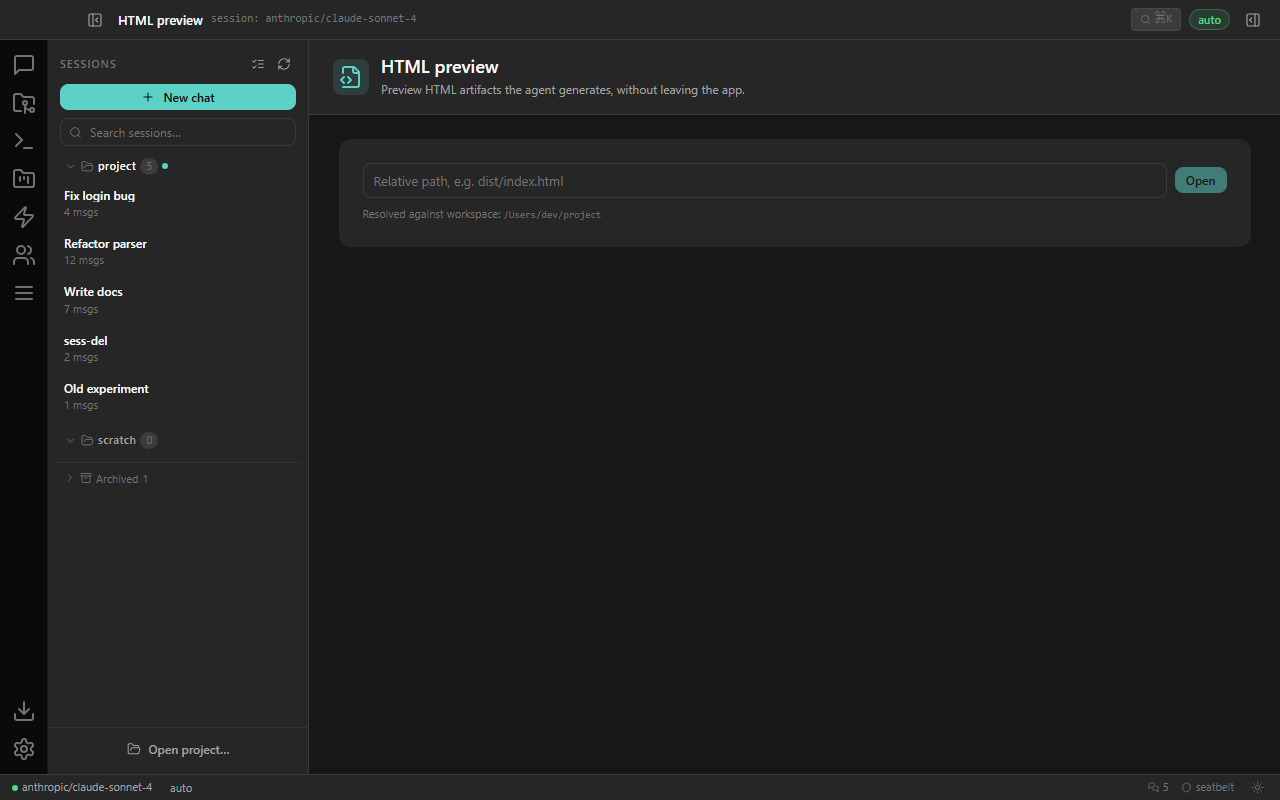 HTML preview session: anthropic/claude-sonnet-4
⌘K
auto
SESSIONS
+ New chat
Search sessions...
project 5
Fix login bug
4 msgs
Refactor parser
12 msgs
Write docs
7 msgs
sess-del
2 msgs
Old experiment
1 msgs
scratch 0
Archived 1
Open project...
HTML preview
Preview HTML artifacts the agent generates, without leaving the app.
Relative path, e.g. dist/index.html
Open
Resolved against workspace: /Users/dev/project
anthropic/claude-sonnet-4 auto
5 seatbelt